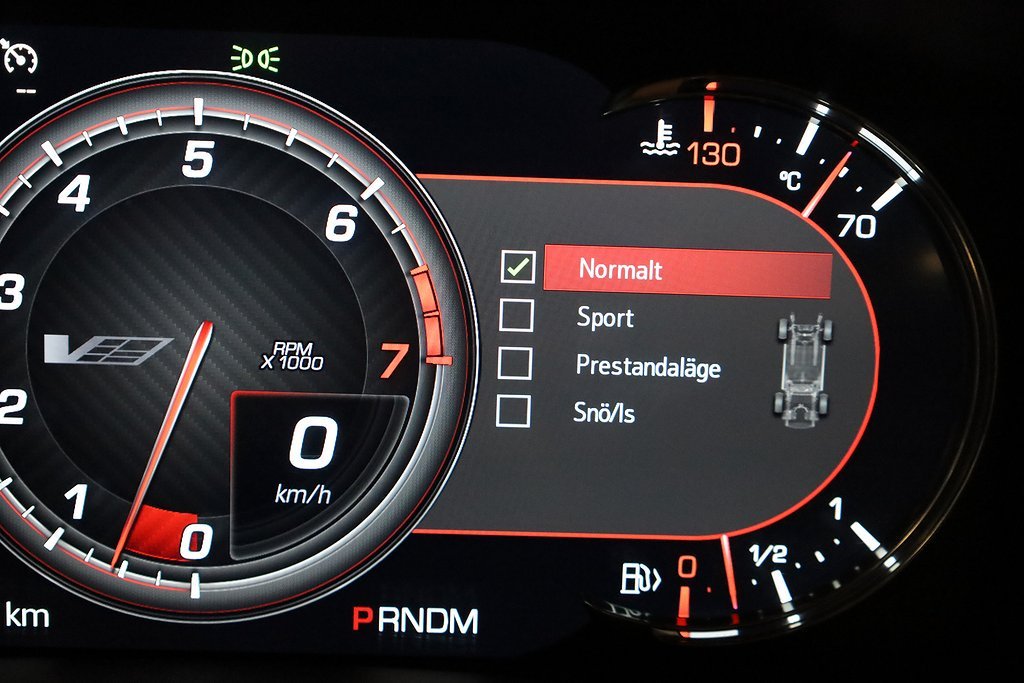 130
°C
70
5
4
6
3
Normalt
Sport
RPM
X 1000
7
Prestandaläge
2
Snö/Is
0
km/h
1
0
1
1/2
0
km
PRNDM